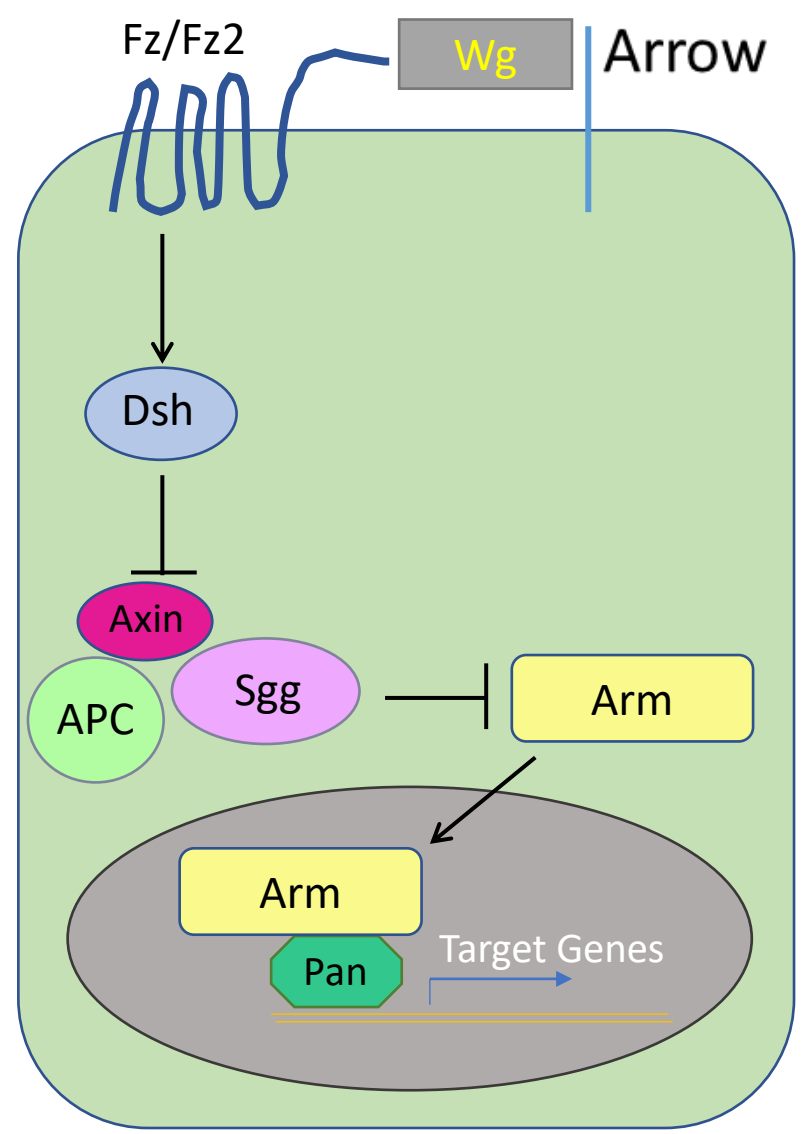 Fz/Fz2
Wg
Arrow
Dsh
Axin
APC
Sgg
Arm
Arm
Pan
Target Genes